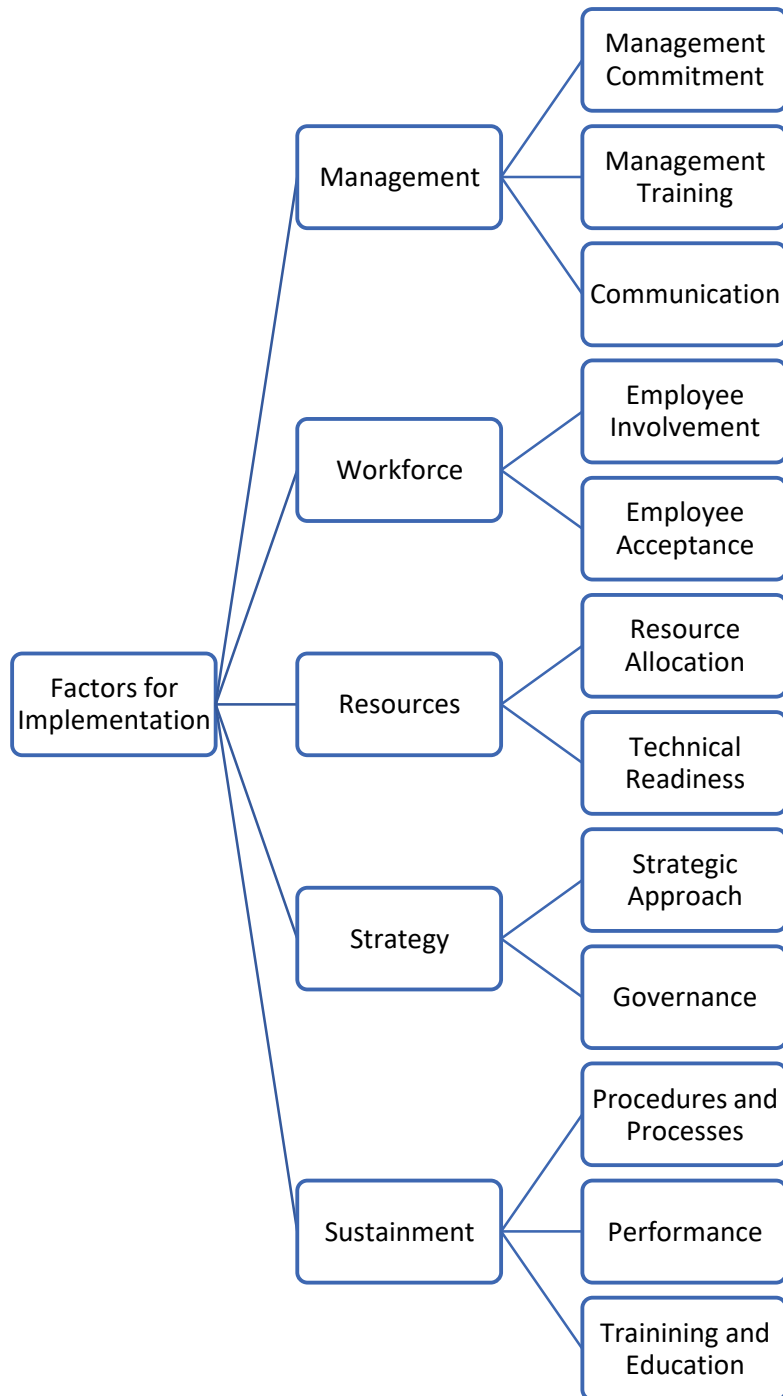 Factors for
Implementation
Management
Management
Commitment
Management
Training
Communication
Workforce
Employee
Involvement
Employee
Acceptance
Resources
Resource
Allocation
Technical
Readiness
Strategy
Strategic
Approach
Governance
Sustainment
Procedures and
Processes
Performance
Trainining and
Education